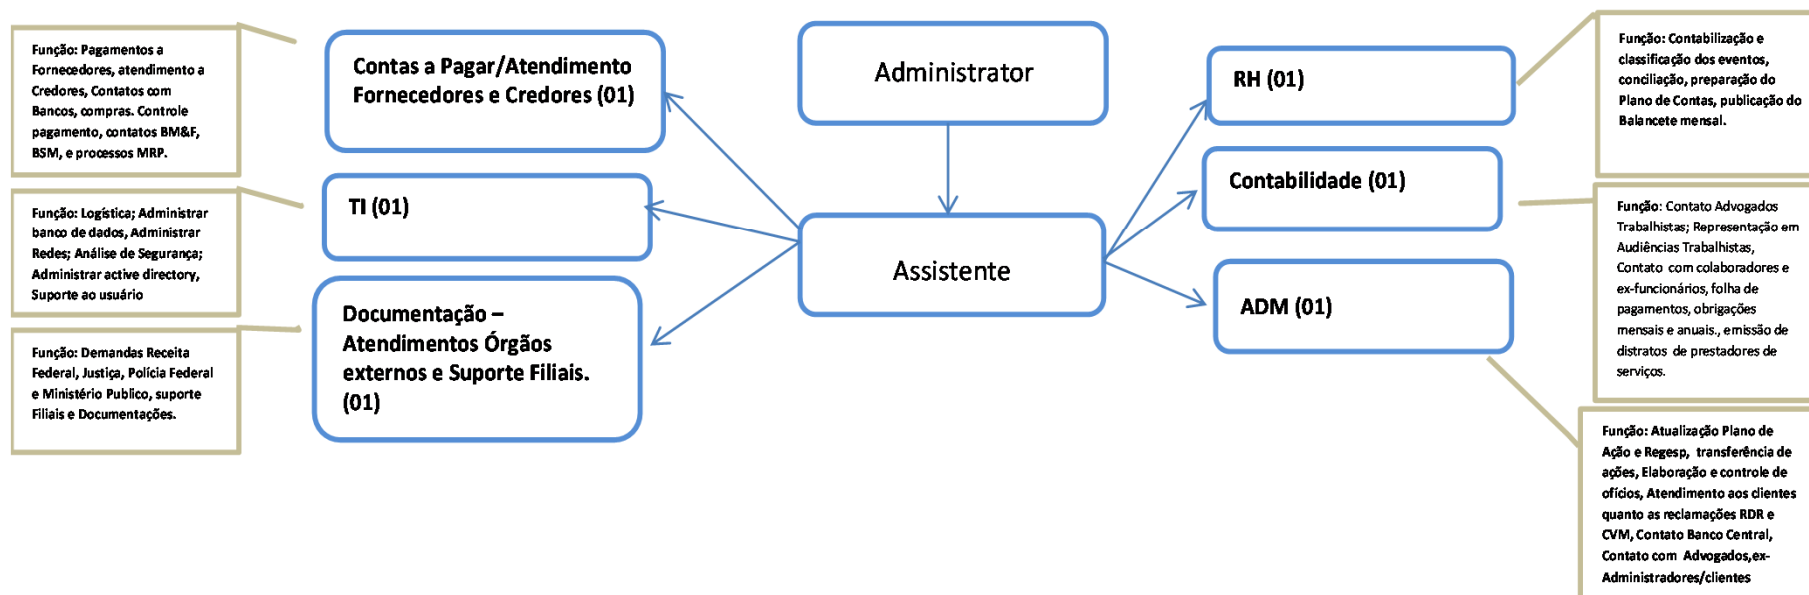 Função: Pagamentos a
Fornecedores, atendimento a
Credores, Contatos com
Bancos, compras. Controle
pagamento, contatos BM&F,
BSM, e processos MRP.
Função: Logística; Administrar
banco de dados, Administrar
Redes; Análise de Segurança;
Administrar active directory,
Suporte ao usuário
Função: Demandas Receita
Federal, Justiça, Polícia Federal
e Ministério Publico, suporte
Filiais e Documentações.
Contas a Pagar/Atendimento
Fornecedores e Credores (01)
TI (01)
Documentação –
Atendimentos Órgãos
externos e Suporte Filiais.
(01)
Administrator
Assistente
RH (01)
Contabilidade (01)
ADM (01)
Função: Contabilização e
classificação dos eventos,
conciliação, preparação do
Plano de Contas, publicação do
Balancete mensal.
Função: Contato Advogados
Trabalhistas; Representação em
Audiências Trabalhistas,
Contato com colaboradores e
ex-funcionários, folha de
pagamentos, obrigações
mensais e anuais., emissão de
distratos de prestadores de
serviços.
Função: Atualização Plano de
Ação e Regesp, transferência de
ações, Elaboração e controle de
ofícios, Atendimento aos clientes
quanto as reclamações RDR e
CVM, Contato Banco Central,
Contato com Advogados,ex-
Administradores/clientes